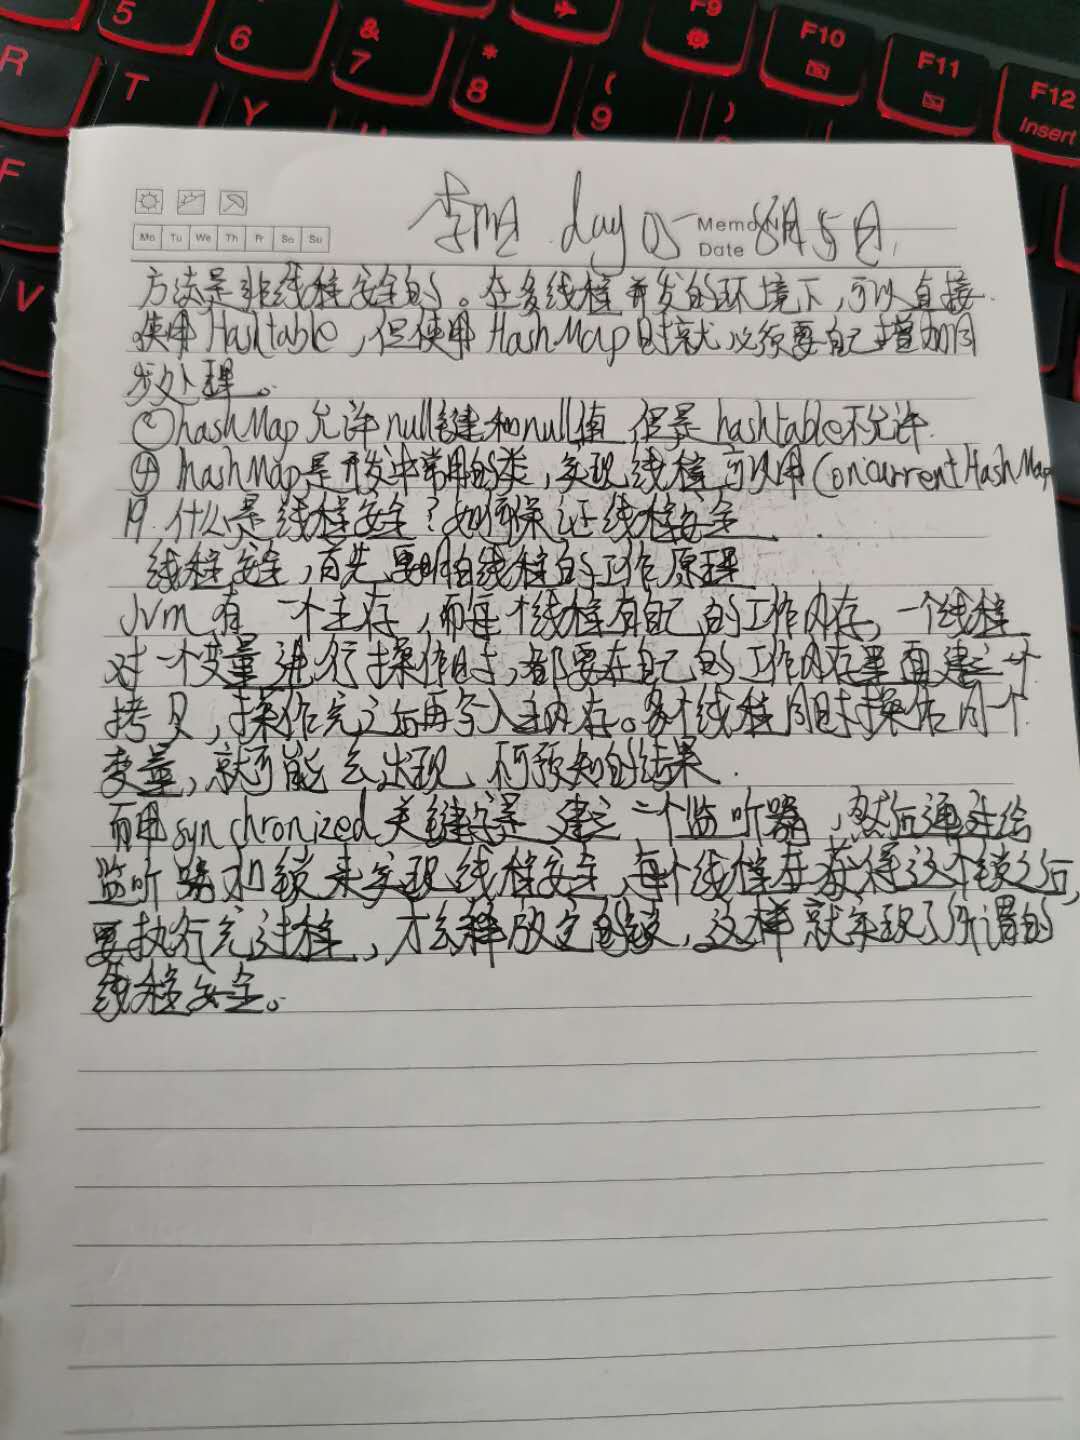 5 6 & 7 * 8 ( 9 ) F9 F10 F11 F12 Insert
R T Y
F
V
李 day 05 Memo No. 8月5日
Mo Tu We Th Fr Sa Su Date
方法是非线程安全的。在多线程并发的环境下,可以直接
使用Hashtable,但使用HashMap时就必须要自己增加同
步处理。
hashMap允许null键和null值,但是hashtable不允许.
④ hashMap是开发中常用的类,实现线程可以用ConcurrentHashMap
19.什么是线程安全?如何保证线程安全
线程安全,首先要明白线程的工作原理
Jvm有一个主存,而每个线程有自己的工作内存,一个线程
对一个变量进行操作时,都要在自己的工作内存里面建立一个
拷贝,操作完之后再写入主内存。多个线程同时操作同一个
变量,就可能会出现不可预知的结果.
而用synchronized关键字是建立一个监听器,然后通过给
监听器加锁来实现线程安全,每个线程在获得这个锁之后,
要执行完过程,才会释放它的锁,这样就实现了所谓的
线程安全。